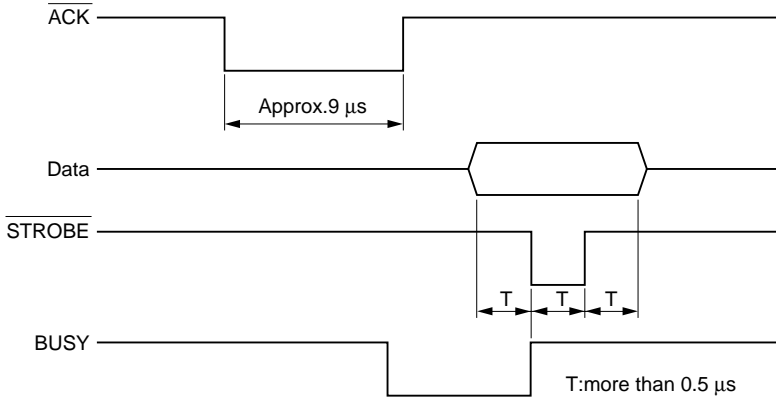 ACK
Approx.9 μs
Data
STROBE
T T T
BUSY
T:more than 0.5 μs